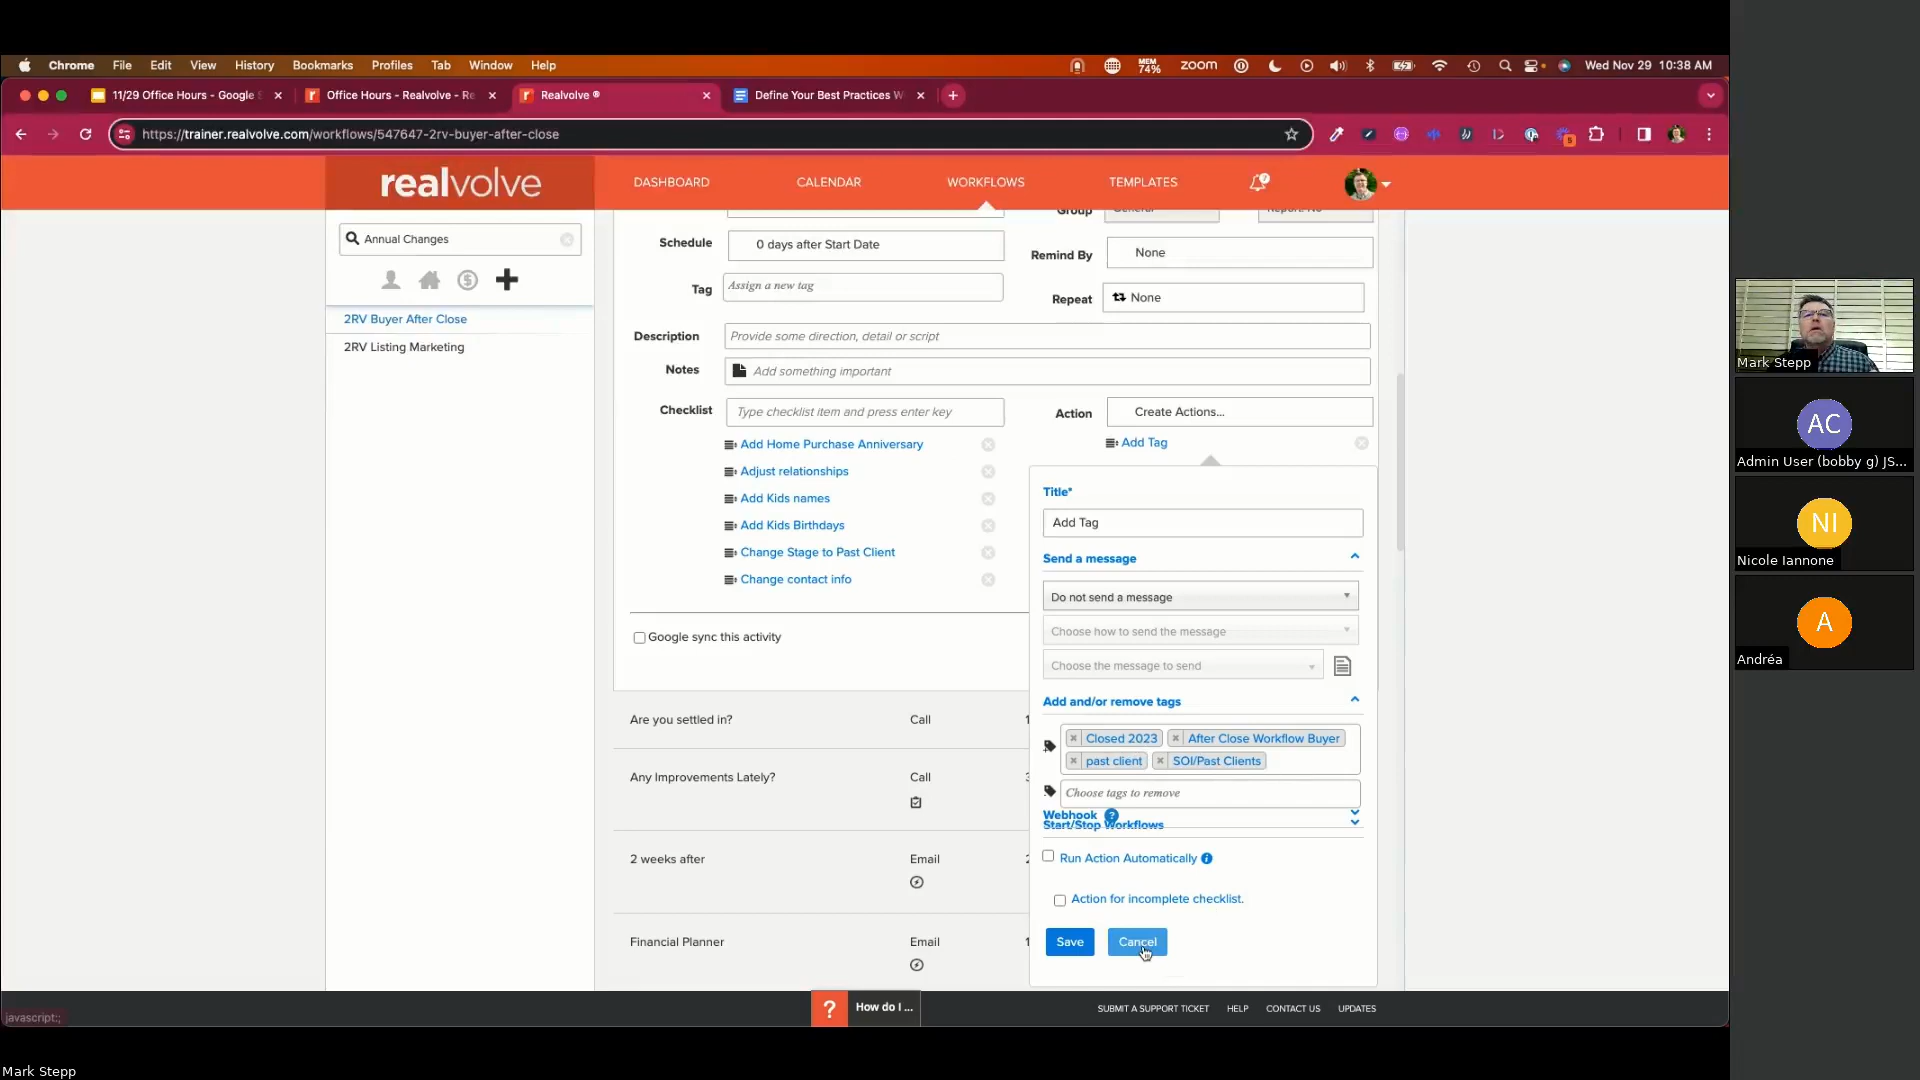 Chrome File Edit View History Bookmarks Profiles Tab Window Help
MEM 74% zoom Wed Nov 29 10:38 AM
11/29 Office Hours - Google S
Office Hours - Realvolve - Re
Realvolve ®
Define Your Best Practices W
https://trainer.realvolve.com/workflows/547647-2rv-buyer-after-close
5
realvolve
DASHBOARD CALENDAR WORKFLOWS TEMPLATES
7
Annual Changes
2RV Buyer After Close
2RV Listing Marketing
Group General Report: No
Schedule 0 days after Start Date
Remind By None
Tag Assign a new tag
Repeat None
Description Provide some direction, detail or script
Notes Add something important
Checklist Type checklist item and press enter key
Action Create Actions...
Add Home Purchase Anniversary
Adjust relationships
Add Kids names
Add Kids Birthdays
Change Stage to Past Client
Change contact info
Add Tag
Title*
Add Tag
Send a message
Do not send a message
Choose how to send the message
Choose the message to send
Add and/or remove tags
Closed 2023 After Close Workflow Buyer
past client SOI/Past Clients
Choose tags to remove
Webhook ?
Start/Stop Workflows
Run Action Automatically
Action for incomplete checklist.
Save Cancel
Google sync this activity
Are you settled in? Call 1
Any Improvements Lately? Call
2 weeks after Email
Financial Planner Email 1
? How do I ...
SUBMIT A SUPPORT TICKET HELP CONTACT US UPDATES
javascript:;
Mark Stepp
Mark Stepp
AC
Admin User (bobby g) JS...
NI
Nicole Iannone
A
Andréa